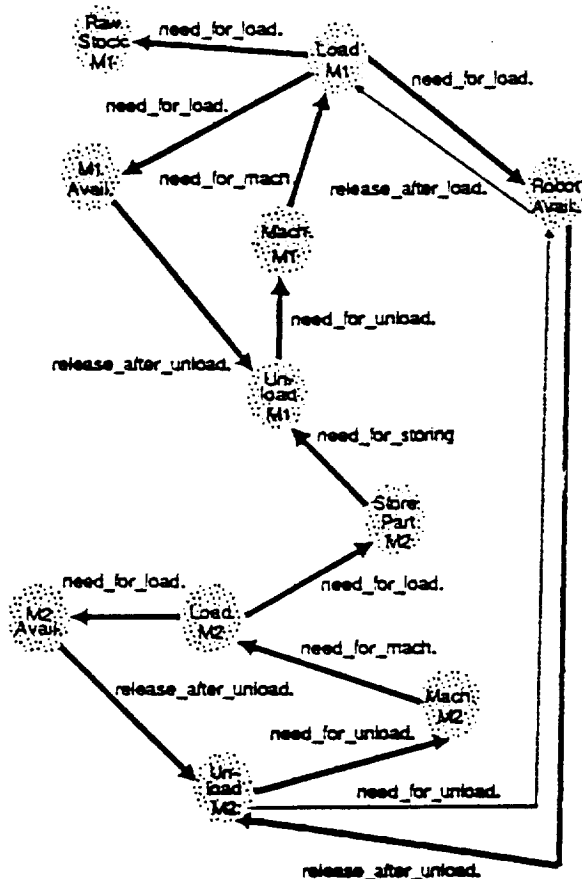 Raw
Stock
M1
need_for_load.
Load
M1
need_for_load.
need_for_load.
M1
Avail.
need_for_mach
release_after_load.
Robot
Avail.
Mach.
M1
need_for_unload.
release_after_unload.
Un-
load
M1
need_for_storing
Store
Part
M2
need_for_load.
need_for_load.
M2
Avail.
Load
M2
need_for_mach.
release_after_unload.
Mach.
M2
need_for_unload.
Un-
load
M2
need_for_unload.
release_after_unload.